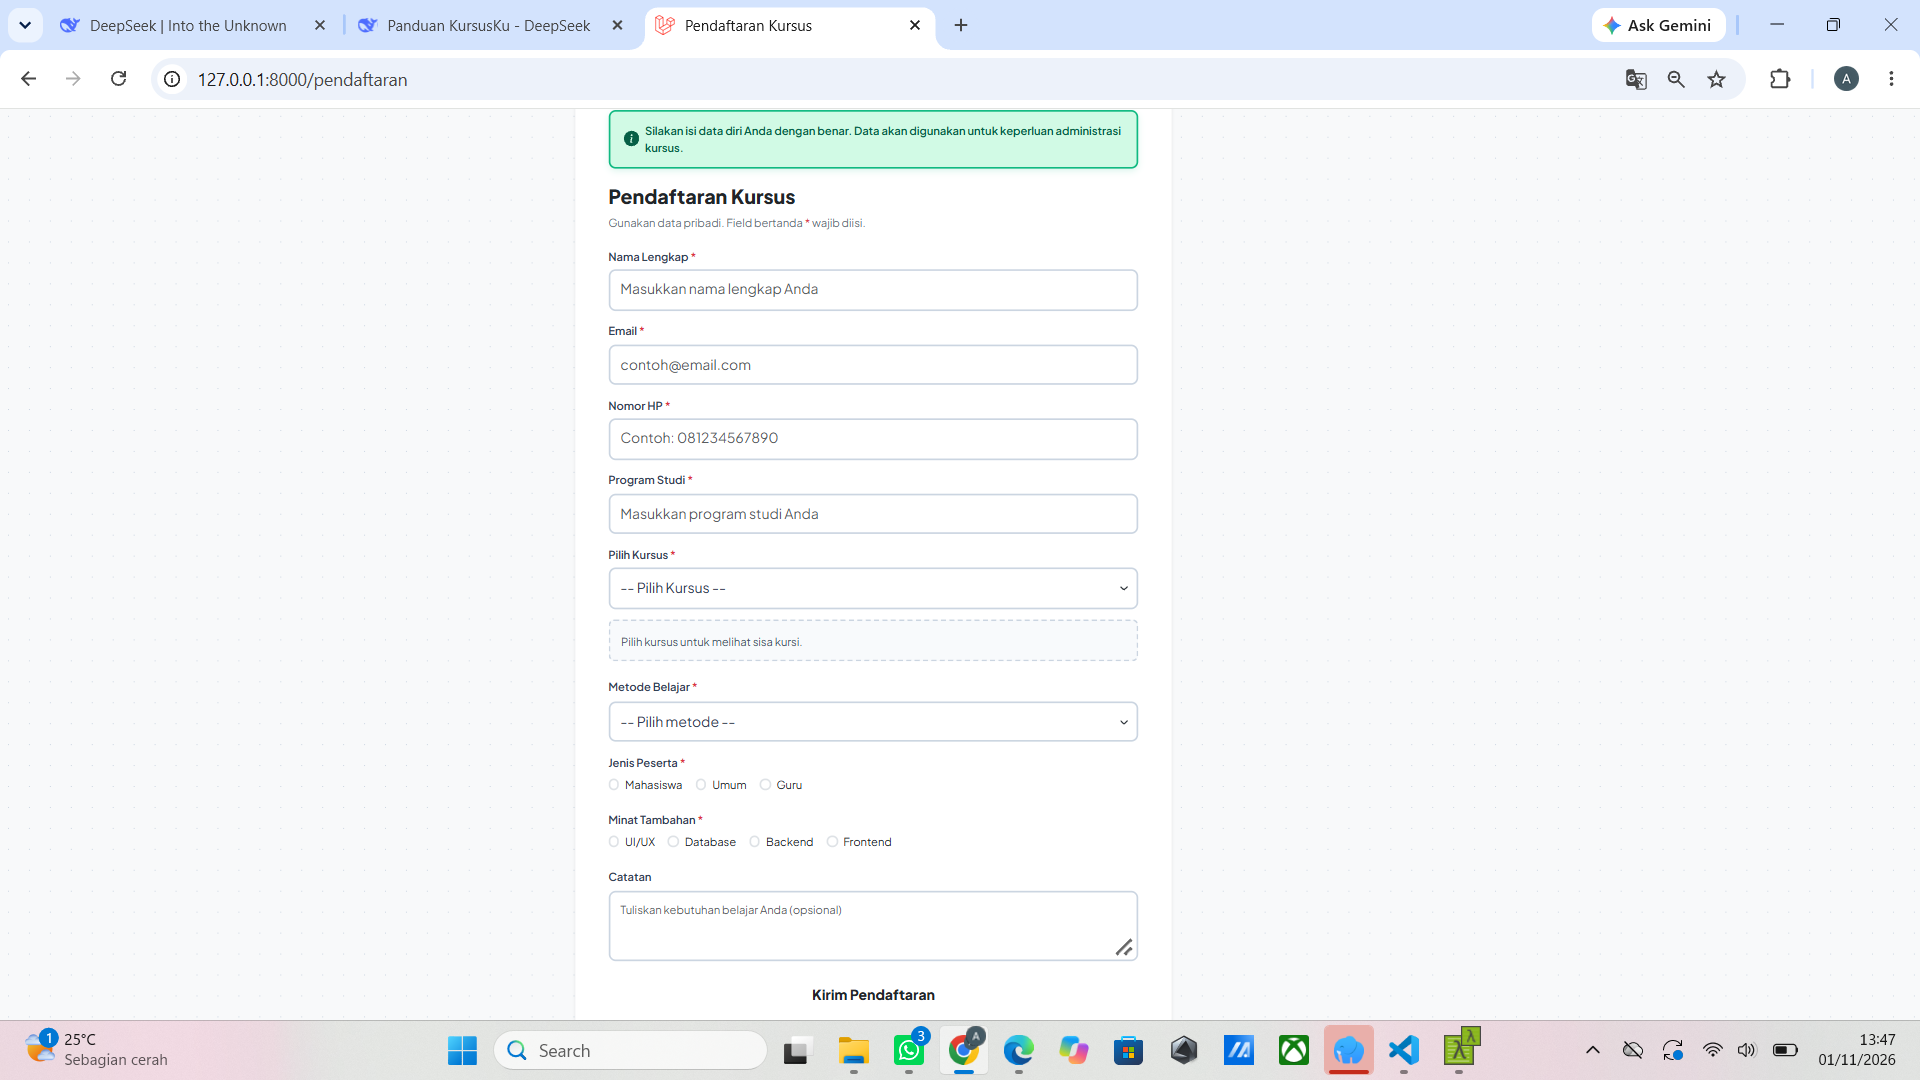 DeepSeek | Into the Unknown
Panduan KursusKu - DeepSeek
Pendaftaran Kursus
Ask Gemini
127.0.0.1:8000/pendaftaran
A
Silakan isi data diri Anda dengan benar. Data akan digunakan untuk keperluan administrasi
kursus.
Pendaftaran Kursus
Gunakan data pribadi. Field bertanda * wajib diisi.
Nama Lengkap *
Masukkan nama lengkap Anda
Email *
contoh@email.com
Nomor HP *
Contoh: 081234567890
Program Studi *
Masukkan program studi Anda
Pilih Kursus *
-- Pilih Kursus --
Pilih kursus untuk melihat sisa kursi.
Metode Belajar *
-- Pilih metode --
Jenis Peserta *
Mahasiswa Umum Guru
Minat Tambahan *
UI/UX Database Backend Frontend
Catatan
Tuliskan kebutuhan belajar Anda (opsional)
Kirim Pendaftaran
1
25°C
Sebagian cerah
Search
3
A
13:47
01/11/2026